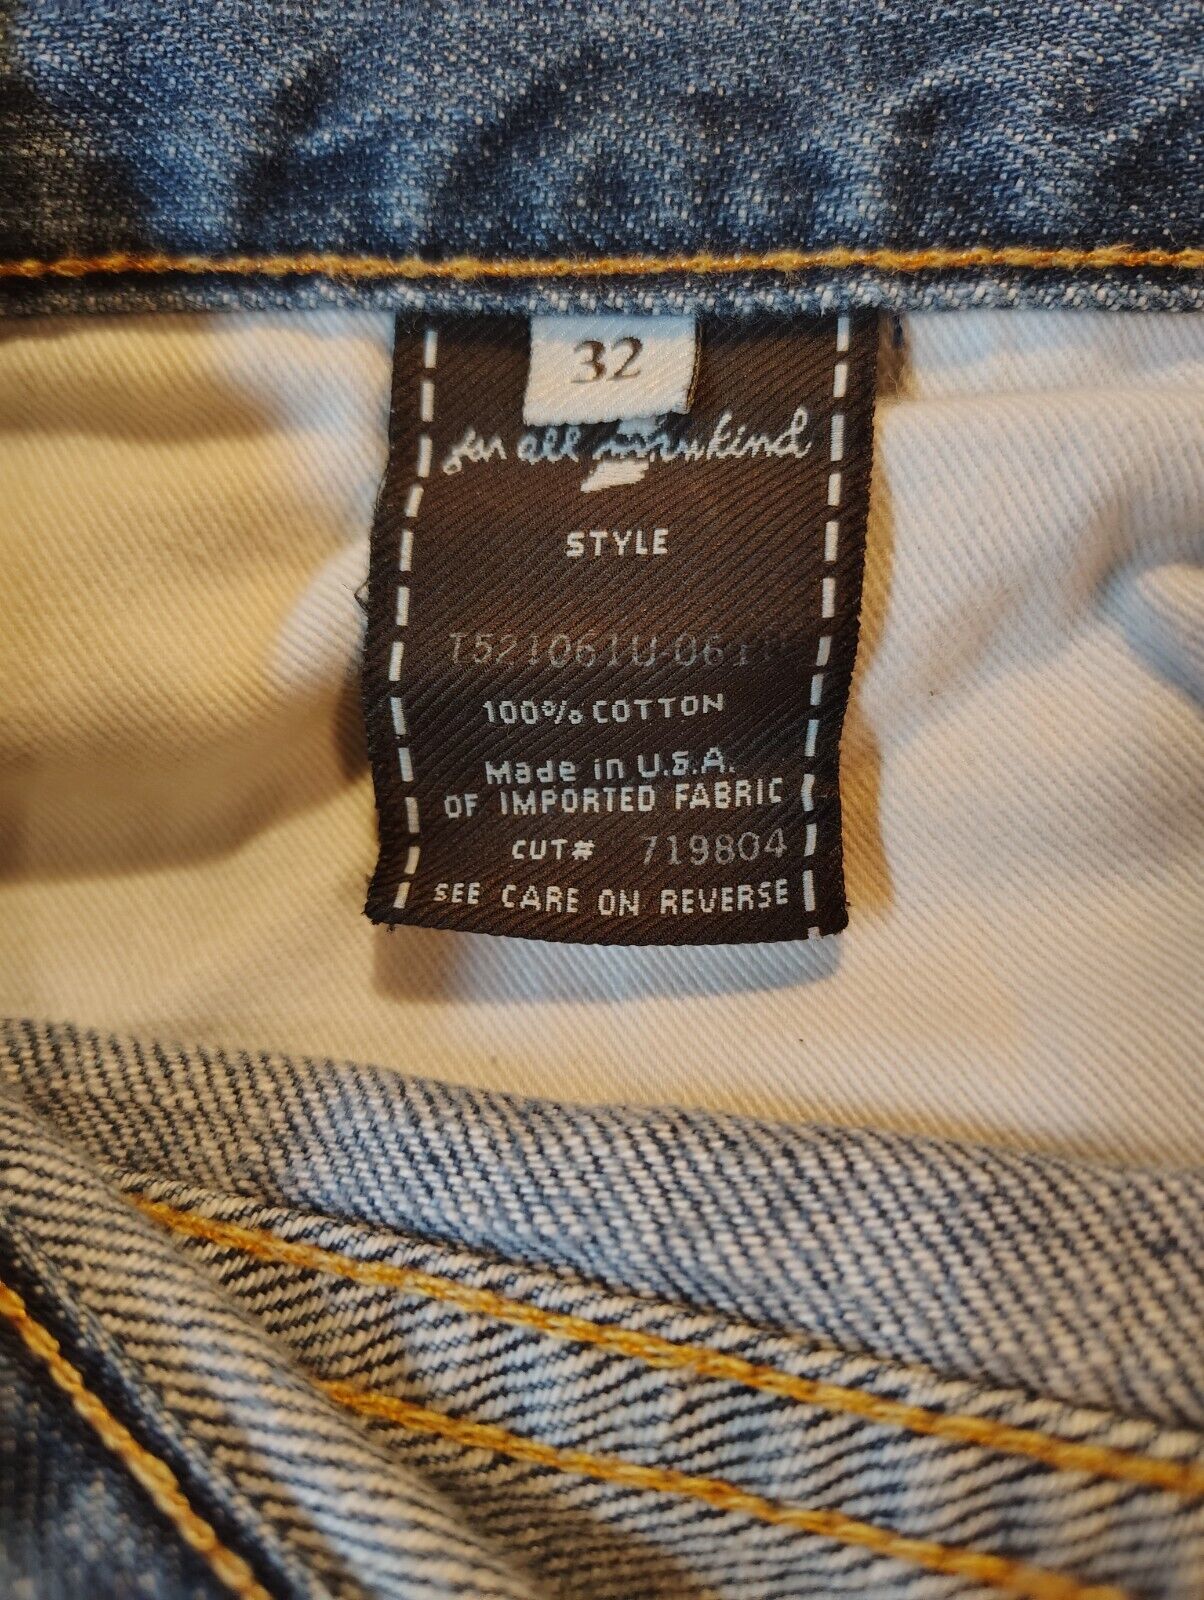 32
for all mankind
STYLE
T521061U-061
100% COTTON
Made in U.S.A.
OF IMPORTED FABRIC
CUT# 719804
SEE CARE ON REVERSE